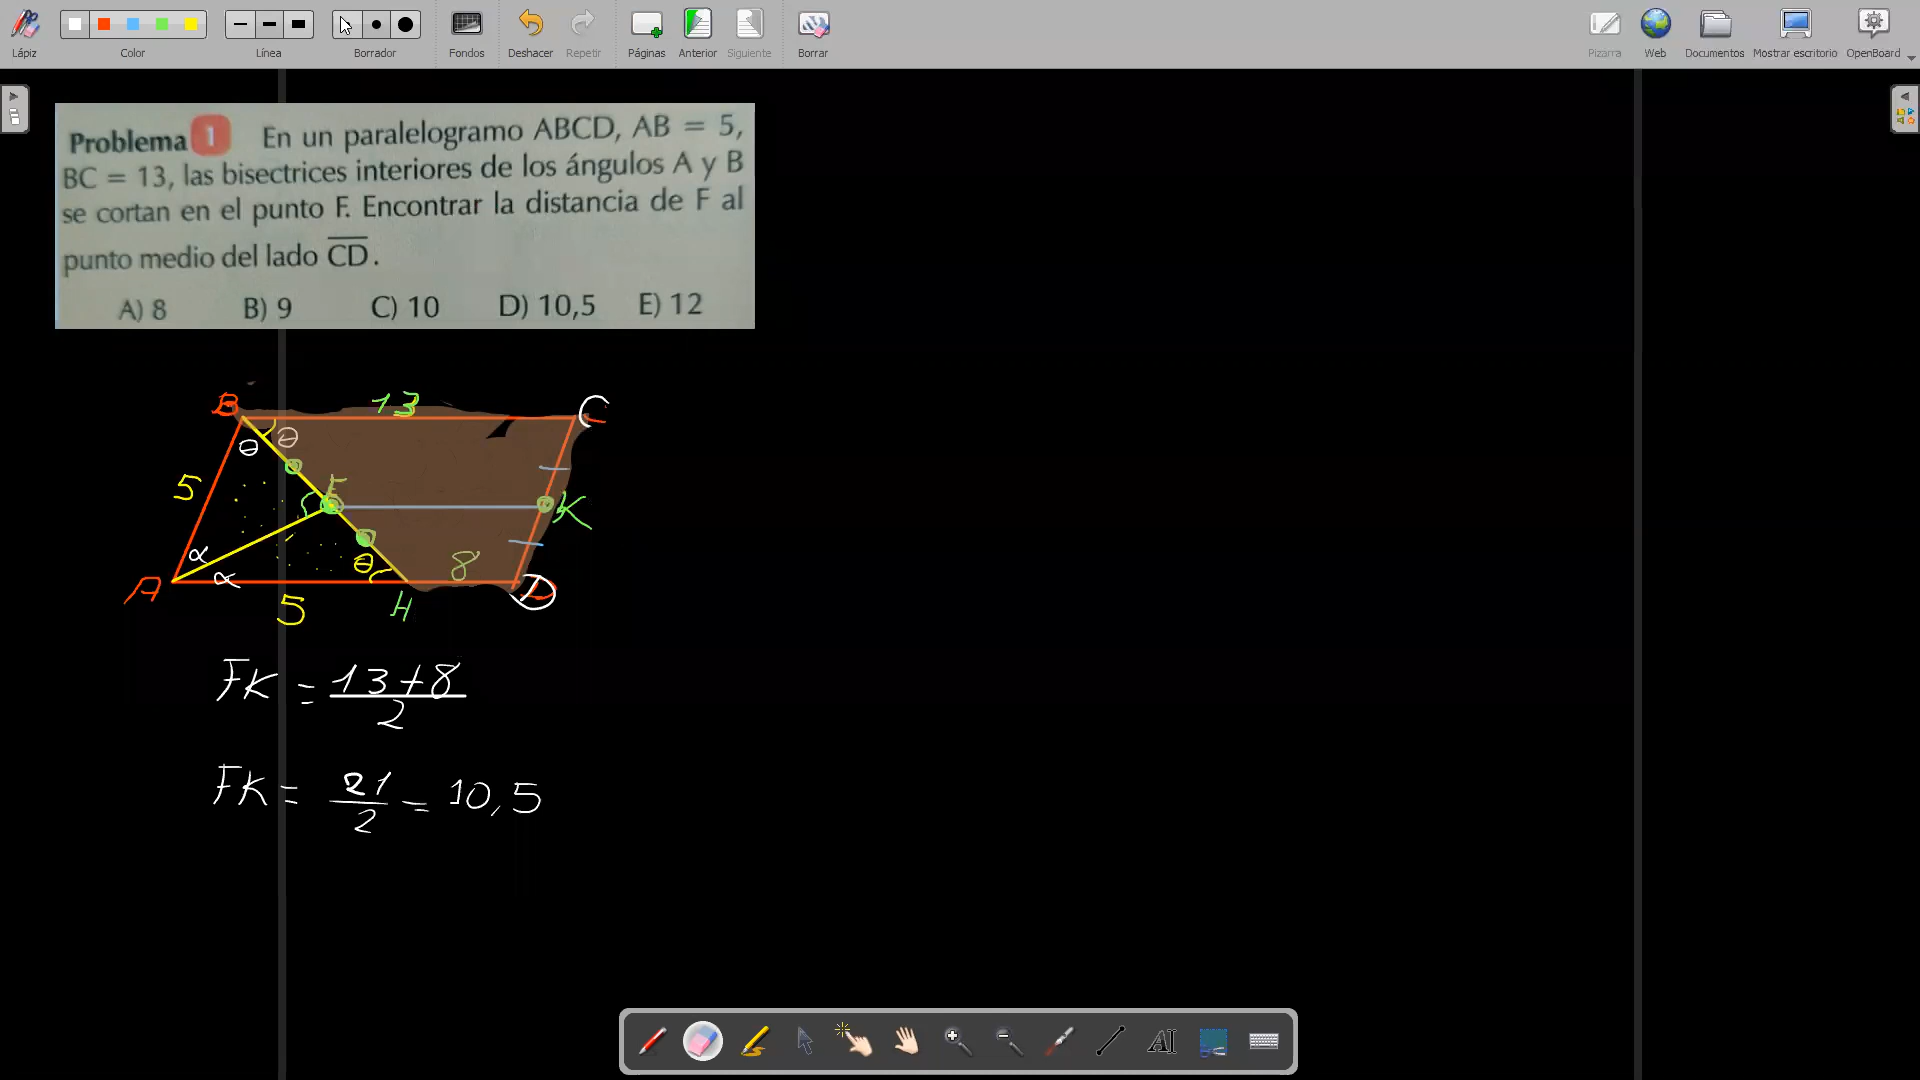 Lápiz
Color
Línea
Borrador
Fondos
Deshacer
Repetir
Páginas
Anterior
Siguiente
Borrar
Pizarra
Web
Documentos
Mostrar escritorio
OpenBoard
Problema 1 En un paralelogramo ABCD, AB = 5,
BC = 13, las bisectrices interiores de los ángulos A y B
se cortan en el punto F. Encontrar la distancia de F al
punto medio del lado CD.
A) 8 B) 9 C) 10 D) 10,5 E) 12
B 13 C
θ θ
5 F K
α
α θ 8
A 5 H D
FK = 13+8
2
FK = 21/2 = 10,5
AI